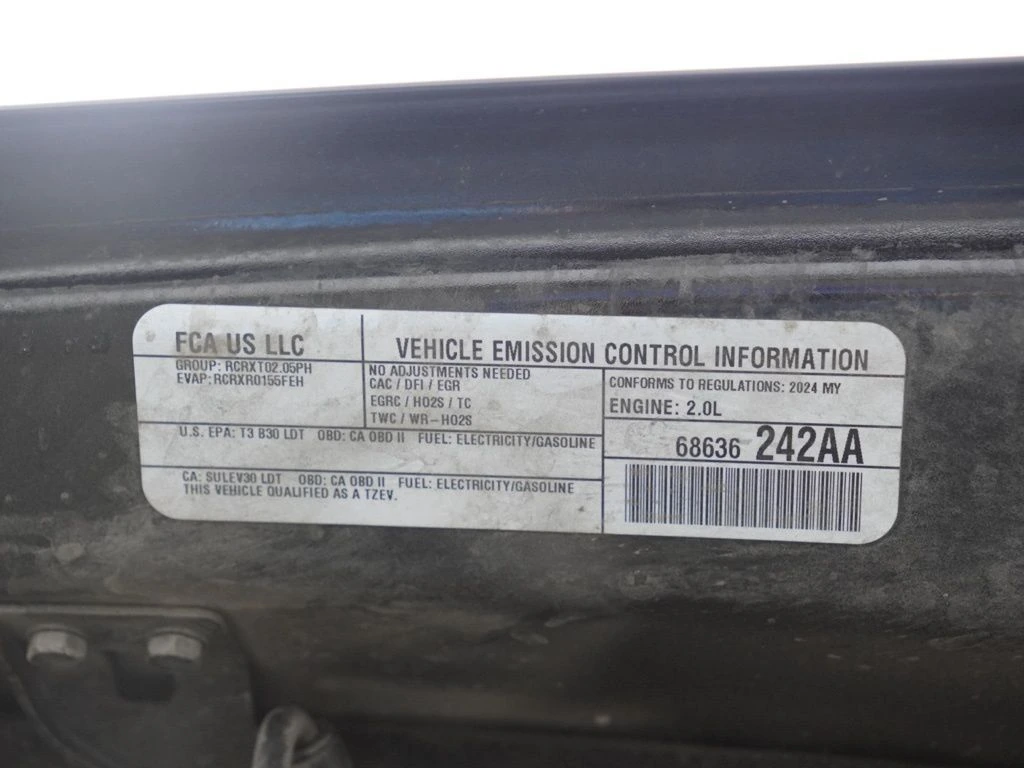 FCA US LLC
GROUP: RCRXT02.05PH
EVAP: RCRXR0155FEH
VEHICLE EMISSION CONTROL INFORMATION
NO ADJUSTMENTS NEEDED
CAC / DFI / EGR
EGRC / HO2S / TC
TWC / WR-HO2S
CONFORMS TO REGULATIONS: 2024 MY
ENGINE: 2.0L
U.S. EPA: T3 B30 LDT OBD: CA OBD II FUEL: ELECTRICITY/GASOLINE
68636 242AA
CA: SULEV30 LDT OBD: CA OBD II FUEL: ELECTRICITY/GASOLINE
THIS VEHICLE QUALIFIED AS A TZEV.